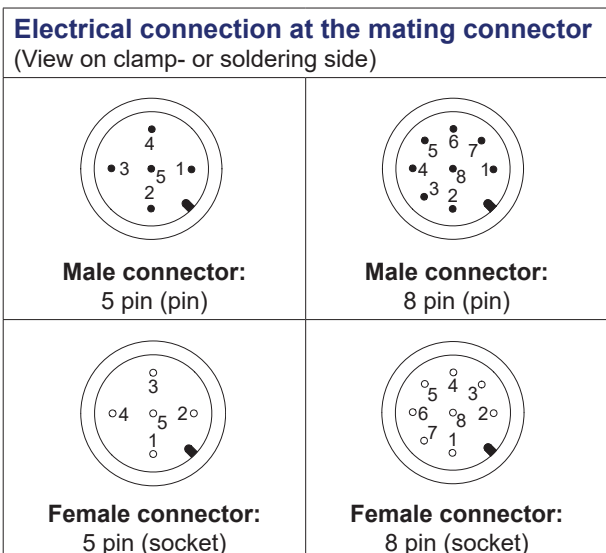 Electrical connection at the mating connector
(View on clamp- or soldering side)
4
3 5 1
2
Male connector:
5 pin (pin)
6
5 7
4 8 1
3 2
Male connector:
8 pin (pin)
3
4 5 2
1
Female connector:
5 pin (socket)
5 4 3
6 8 2
7 1
Female connector:
8 pin (socket)